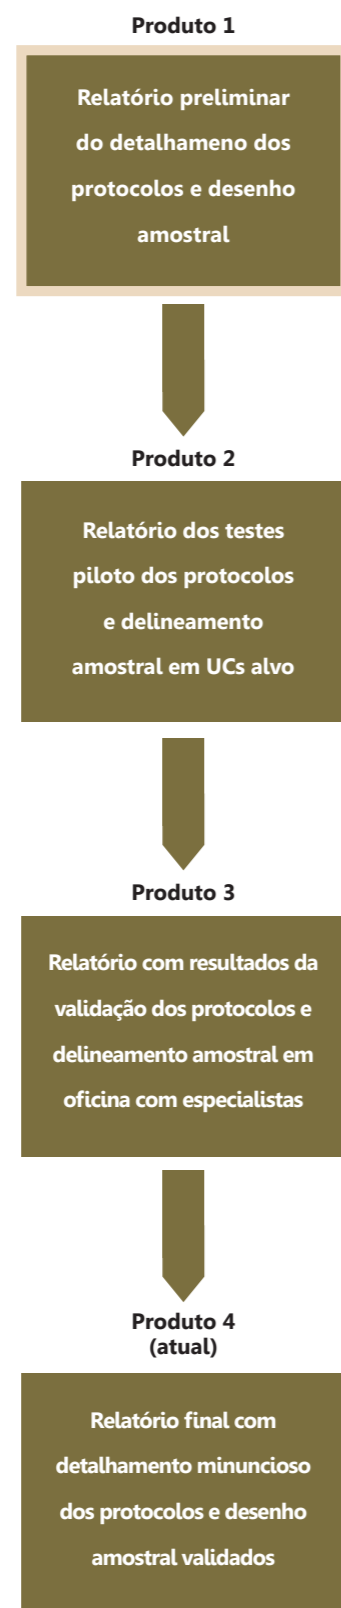 Produto 1
Relatório preliminar
do detalhameno dos
protocolos e desenho
amostral
Produto 2
Relatório dos testes
piloto dos protocolos
e delineamento
amostral em UCs alvo
Produto 3
Relatório com resultados da
validação dos protocolos e
delineamento amostral em
oficina com especialistas
Produto 4
(atual)
Relatório final com
detalhamento minuncioso
dos protocolos e desenho
amostral validados